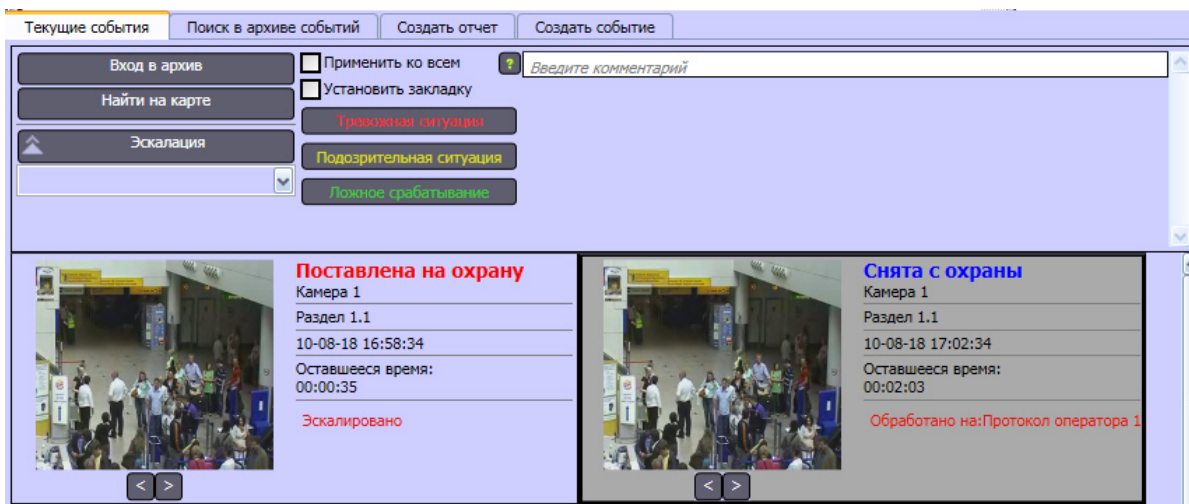 Текущие события
Поиск в архиве событий
Создать отчет
Создать событие
Вход в архив
Найти на карте
Эскалация
Применить ко всем
Установить закладку
Тревожная ситуация
Подозрительная ситуация
Ложное срабатывание
?
Введите комментарий
Поставлена на охрану
Камера 1
Раздел 1.1
10-08-18 16:58:34
Оставшееся время:
00:00:35
Эскалировано
< >
Снята с охраны
Камера 1
Раздел 1.1
10-08-18 17:02:34
Оставшееся время:
00:02:03
Обработано на:Протокол оператора 1
< >